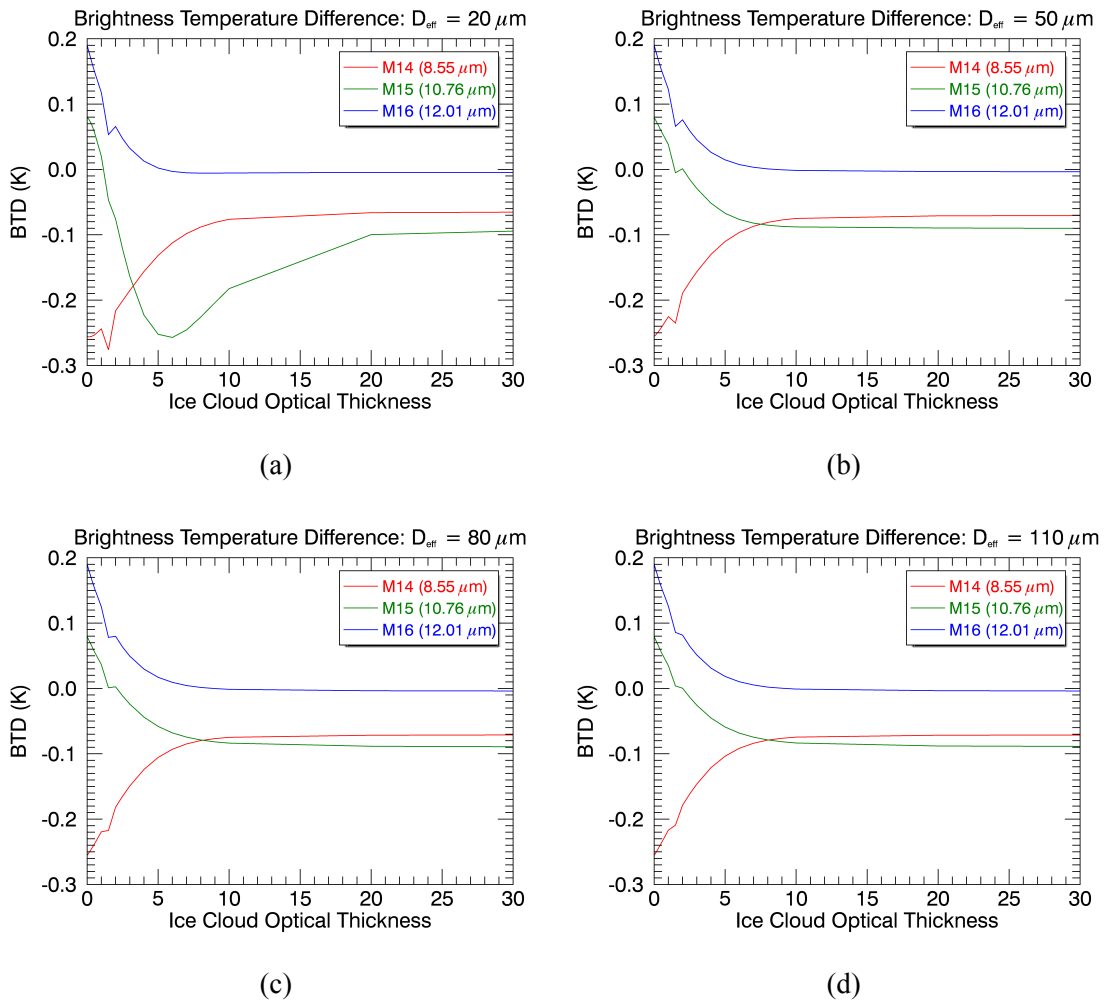 Brightness Temperature Difference: Deff = 20 μm
0.2
0.1
0.0
-0.1
-0.2
-0.3
BTD (K)
M14 (8.55 μm)
M15 (10.76 μm)
M16 (12.01 μm)
0 5 10 15 20 25 30
Ice Cloud Optical Thickness
(a)
Brightness Temperature Difference: Deff = 50 μm
0.2
0.1
0.0
-0.1
-0.2
-0.3
BTD (K)
M14 (8.55 μm)
M15 (10.76 μm)
M16 (12.01 μm)
0 5 10 15 20 25 30
Ice Cloud Optical Thickness
(b)
Brightness Temperature Difference: Deff = 80 μm
0.2
0.1
0.0
-0.1
-0.2
-0.3
BTD (K)
M14 (8.55 μm)
M15 (10.76 μm)
M16 (12.01 μm)
0 5 10 15 20 25 30
Ice Cloud Optical Thickness
(c)
Brightness Temperature Difference: Deff = 110 μm
0.2
0.1
0.0
-0.1
-0.2
-0.3
BTD (K)
M14 (8.55 μm)
M15 (10.76 μm)
M16 (12.01 μm)
0 5 10 15 20 25 30
Ice Cloud Optical Thickness
(d)